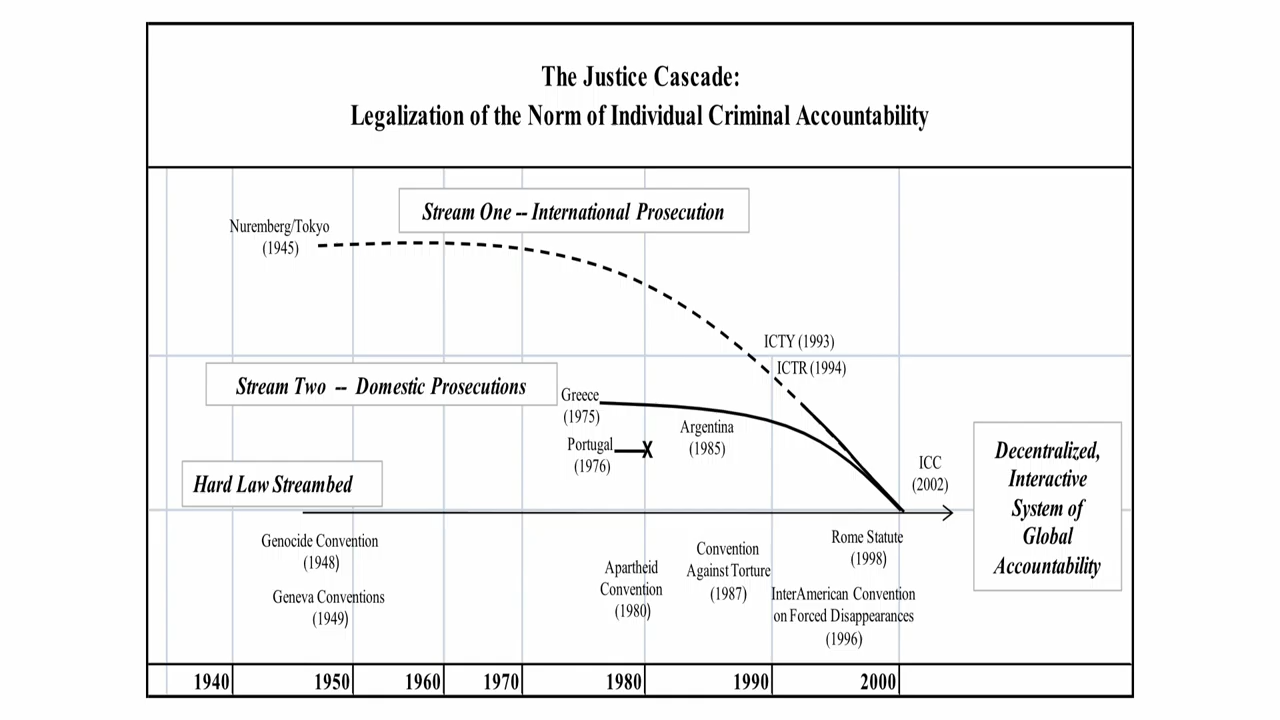 The Justice Cascade:
Legalization of the Norm of Individual Criminal Accountability
Stream One -- International Prosecution
Nuremberg/Tokyo
(1945)
ICTY (1993)
ICTR (1994)
Stream Two -- Domestic Prosecutions
Greece
(1975)
Argentina
(1985)
Portugal
(1976)
X
Hard Law Streambed
ICC
(2002)
Decentralized,
Interactive
System of
Global
Accountability
Genocide Convention
(1948)
Geneva Conventions
(1949)
Apartheid
Convention
(1980)
Convention
Against Torture
(1987)
Rome Statute
(1998)
InterAmerican Convention
on Forced Disappearances
(1996)
1940 1950 1960 1970 1980 1990 2000